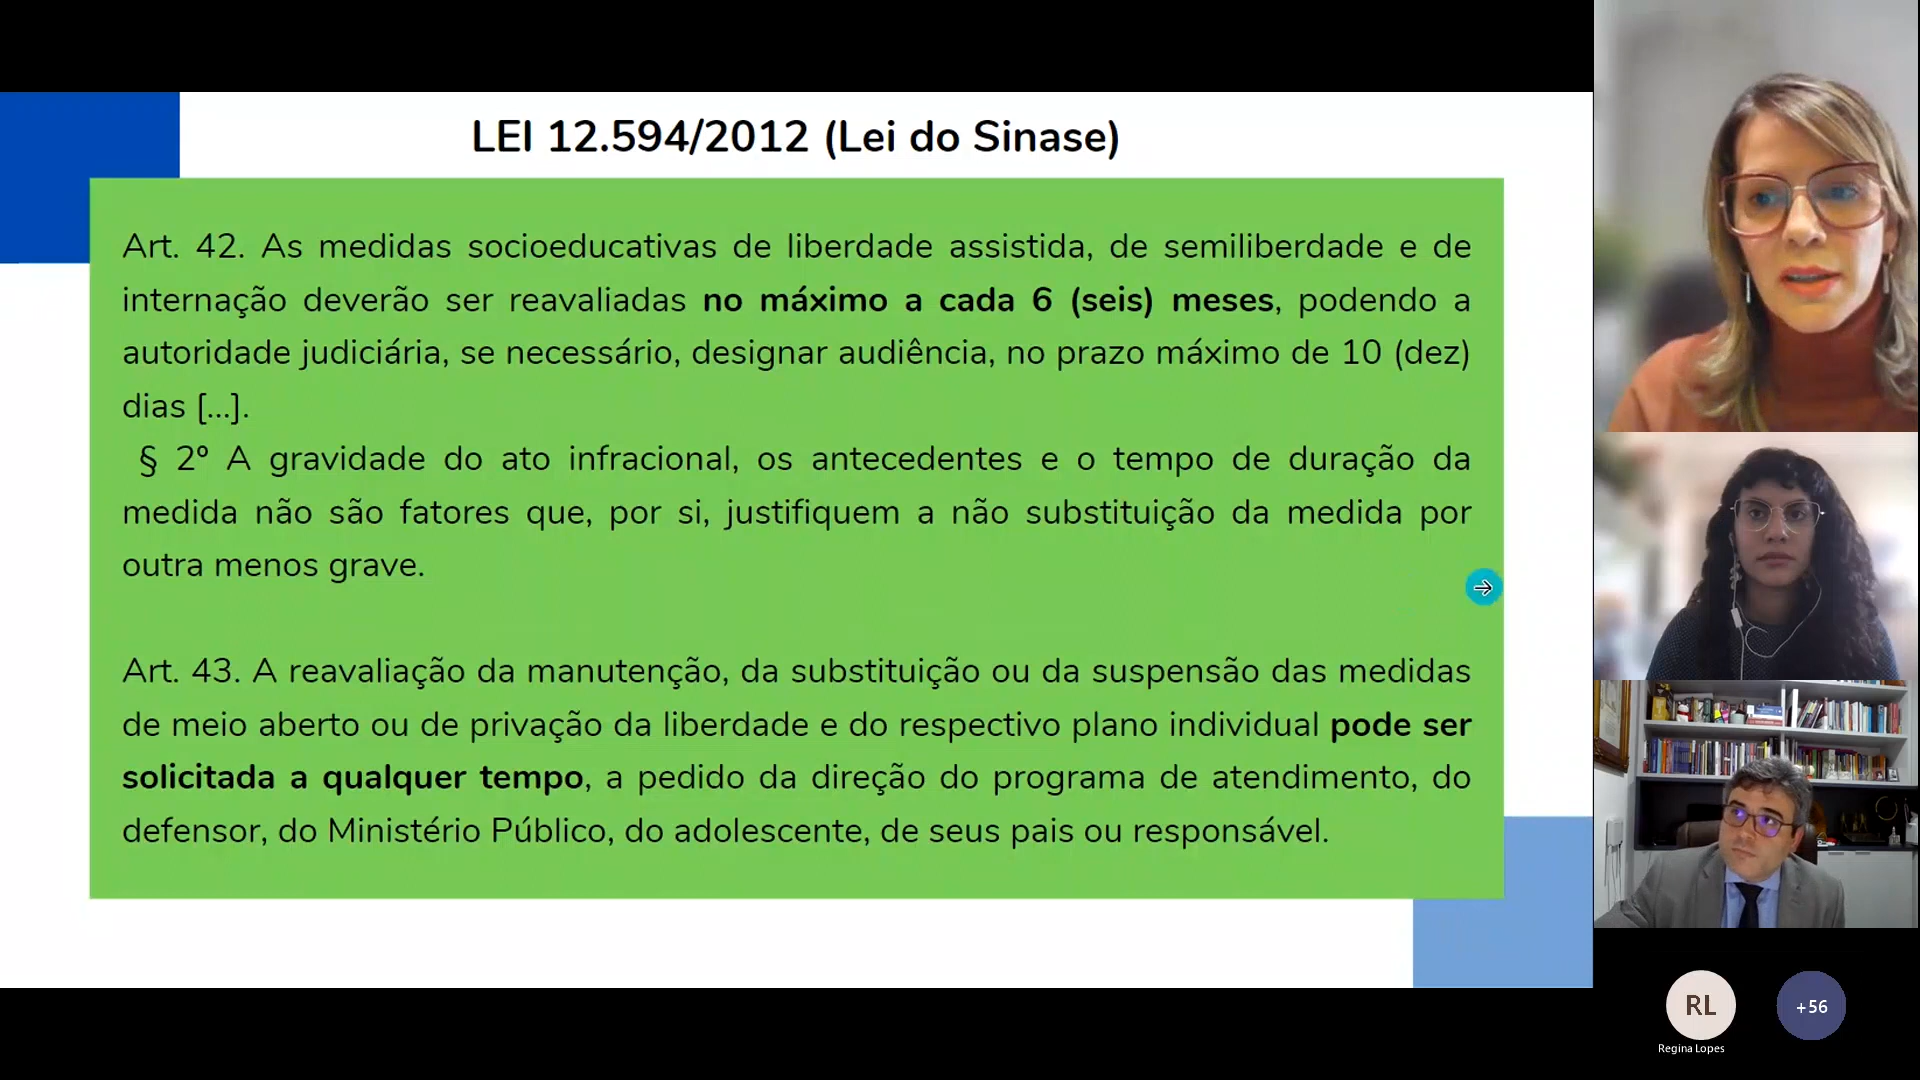 LEI 12.594/2012 (Lei do Sinase)
Art. 42. As medidas socioeducativas de liberdade assistida, de semiliberdade e de
internação deverão ser reavaliadas no máximo a cada 6 (seis) meses, podendo a
autoridade judiciária, se necessário, designar audiência, no prazo máximo de 10 (dez)
dias [...].
§ 2º A gravidade do ato infracional, os antecedentes e o tempo de duração da
medida não são fatores que, por si, justifiquem a não substituição da medida por
outra menos grave.
Art. 43. A reavaliação da manutenção, da substituição ou da suspensão das medidas
de meio aberto ou de privação da liberdade e do respectivo plano individual pode ser
solicitada a qualquer tempo, a pedido da direção do programa de atendimento, do
defensor, do Ministério Público, do adolescente, de seus pais ou responsável.
RL
+56
Regina Lopes